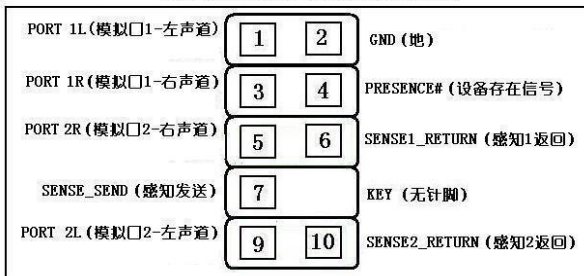 PORT 1L(模拟口1-左声道) 1 2 GND(地)
PORT 1R(模拟口1-右声道) 3 4 PRESENCE#(设备存在信号)
PORT 2R(模拟口2-右声道) 5 6 SENSE1_RETURN(感知1返回)
SENSE_SEND(感知发送) 7 KEY(无针脚)
PORT 2L(模拟口2-左声道) 9 10 SENSE2_RETURN(感知2返回)